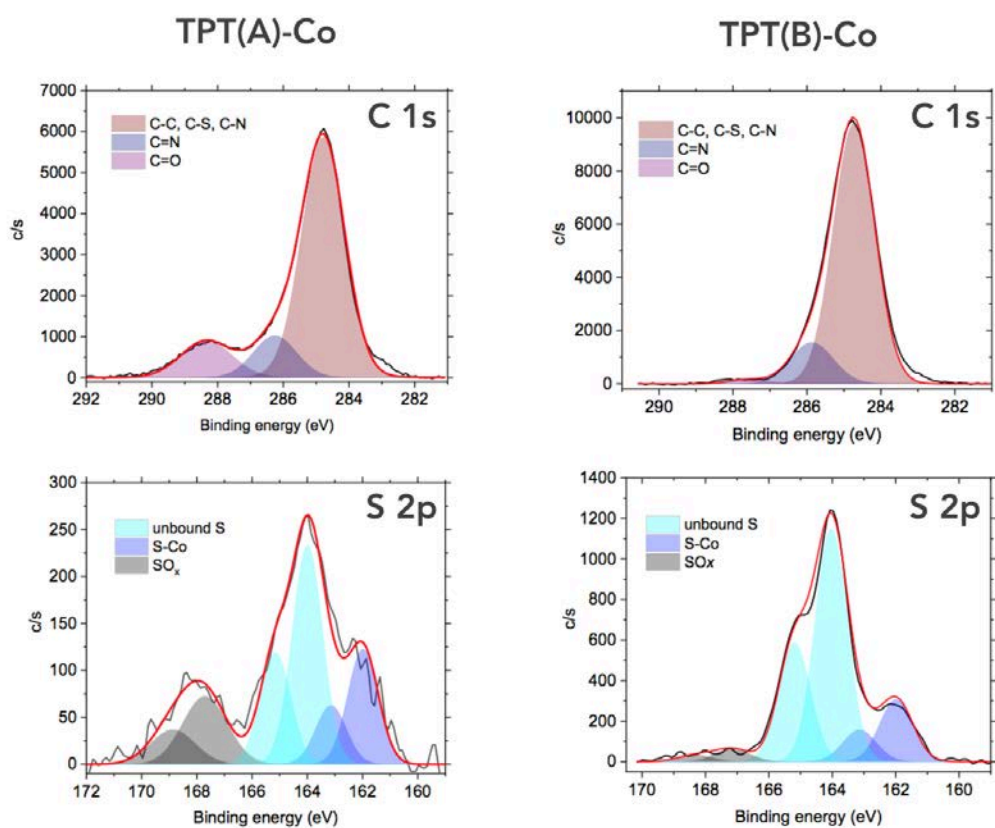 TPT(A)-Co
TPT(B)-Co
C 1s
7000
6000
5000
4000
3000
2000
1000
0
c/s
C-C, C-S, C-N
C=N
C=O
292 290 288 286 284 282
Binding energy (eV)
C 1s
10000
8000
6000
4000
2000
0
c/s
C-C, C-S, C-N
C=N
C=O
290 288 286 284 282
Binding energy (eV)
S 2p
300
250
200
150
100
50
0
c/s
unbound S
S-Co
SOx
172 170 168 166 164 162 160
Binding energy (eV)
S 2p
1400
1200
1000
800
600
400
200
0
c/s
unbound S
S-Co
SOx
170 168 166 164 162 160
Binding energy (eV)